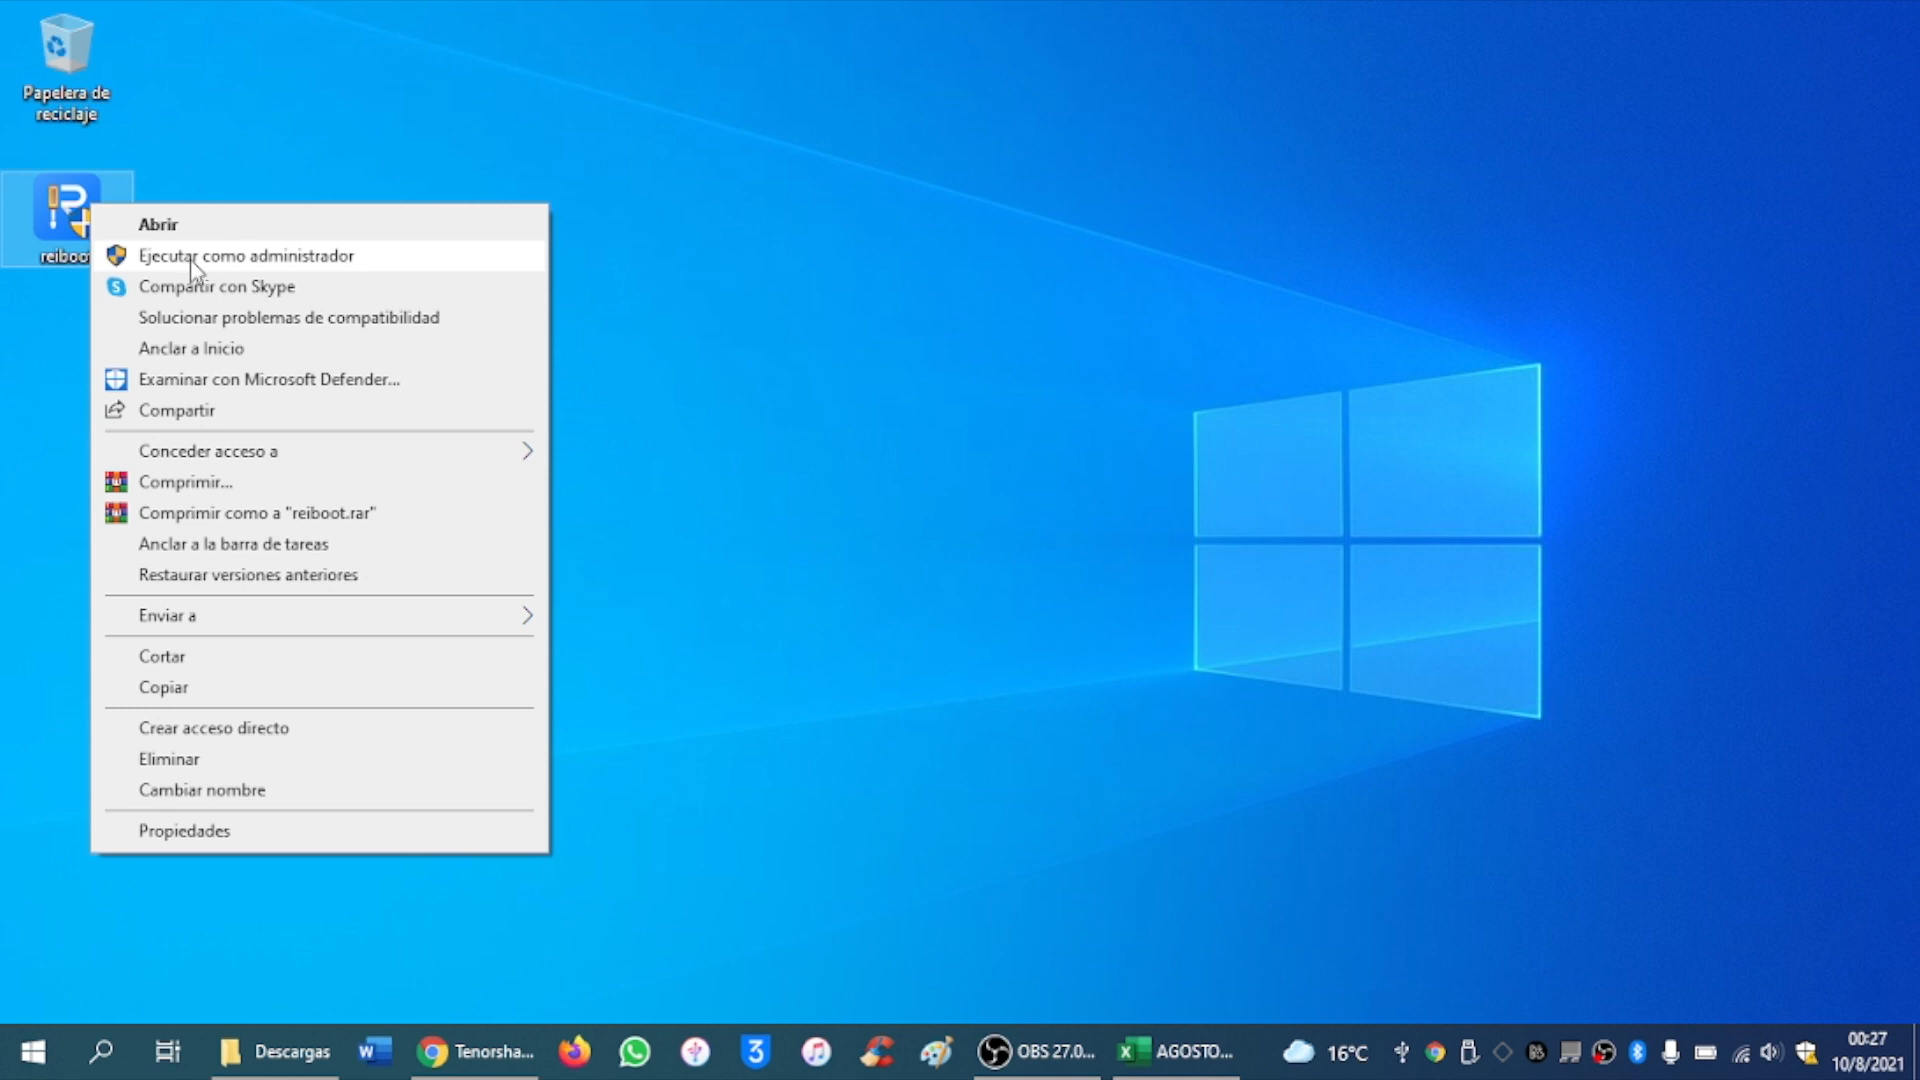 Papelera de
reciclaje
reiboot
Abrir
Ejecutar como administrador
Compartir con Skype
Solucionar problemas de compatibilidad
Anclar a Inicio
Examinar con Microsoft Defender...
Compartir
Conceder acceso a
Comprimir...
Comprimir como a "reiboot.rar"
Anclar a la barra de tareas
Restaurar versiones anteriores
Enviar a
Cortar
Copiar
Crear acceso directo
Eliminar
Cambiar nombre
Propiedades
Descargas
Tenorsha...
3
OBS 27.0...
AGOSTO...
16°C
00:27
10/8/2021